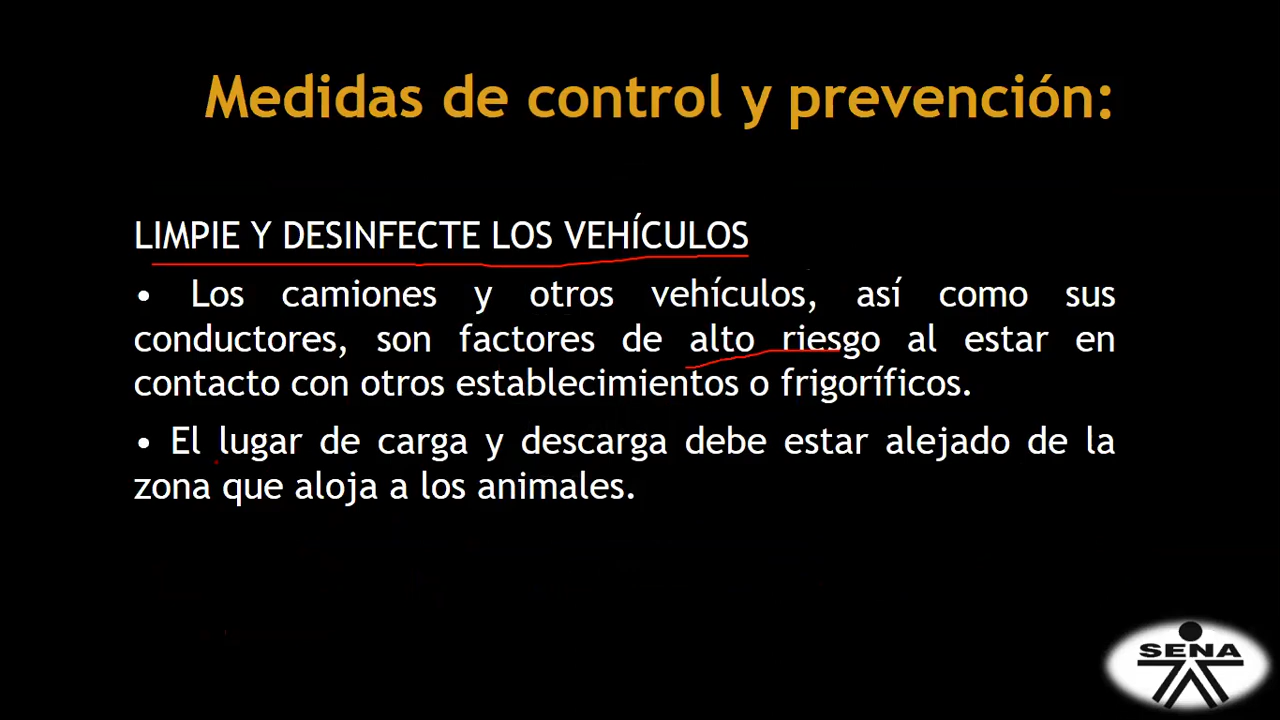 Medidas de control y prevención:
LIMPIE Y DESINFECTE LOS VEHÍCULOS
• Los camiones y otros vehículos, así como sus
conductores, son factores de alto riesgo al estar en
contacto con otros establecimientos o frigoríficos.
• El lugar de carga y descarga debe estar alejado de la
zona que aloja a los animales.
SENA